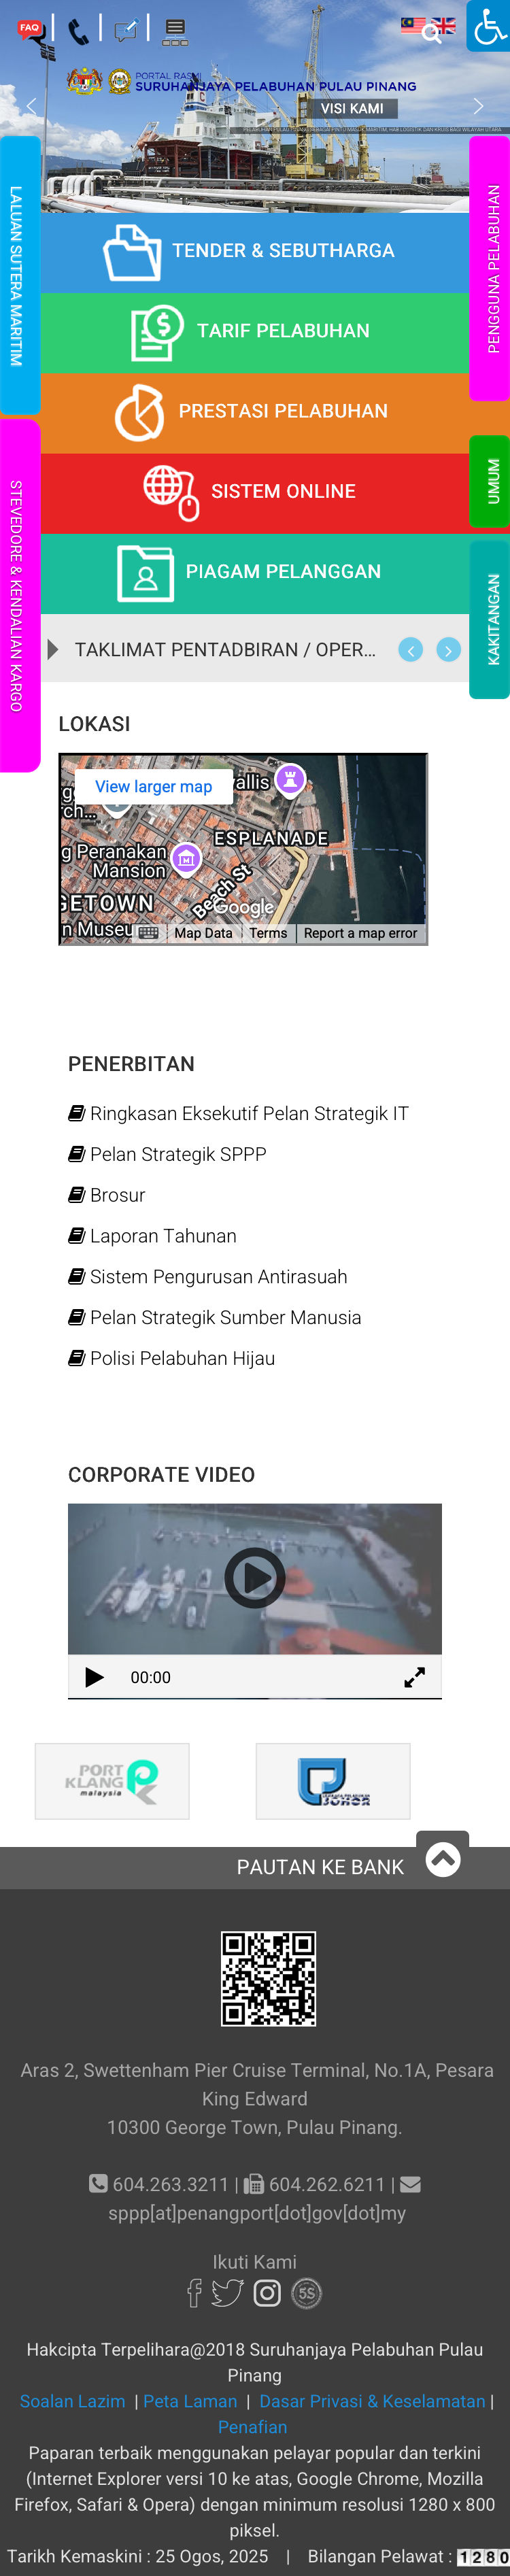 FAQ
PORTAL RASMI
SURUHANJAYA PELABUHAN PULAU PINANG
VISI KAMI
LALUAN SUTERA MARITIM
STEVEDORE & KENDALIAN KARGO
PENGGUNA PELABUHAN
UMUM
KAKITANGAN
TENDER & SEBUTHARGA
TARIF PELABUHAN
PRESTASI PELABUHAN
SISTEM ONLINE
PIAGAM PELANGGAN
TAKLIMAT PENTADBIRAN / OPER...
LOKASI
View larger map
ESPLANADE
g Peranakan
Mansion
Beach St
GETOWN
n Museu
Google
Map Data
Terms
Report a map error
PENERBITAN
Ringkasan Eksekutif Pelan Strategik IT
Pelan Strategik SPPP
Brosur
Laporan Tahunan
Sistem Pengurusan Antirasuah
Pelan Strategik Sumber Manusia
Polisi Pelabuhan Hijau
CORPORATE VIDEO
00:00
PORT
KLANG
malaysia
JOHOR
PAUTAN KE BANK
Aras 2, Swettenham Pier Cruise Terminal, No.1A, Pesara
King Edward
10300 George Town, Pulau Pinang.
604.263.3211 | 604.262.6211 |
sppp[at]penangport[dot]gov[dot]my
Ikuti Kami
5S
Hakcipta Terpelihara@2018 Suruhanjaya Pelabuhan Pulau
Pinang
Soalan Lazim | Peta Laman | Dasar Privasi & Keselamatan |
Penafian
Paparan terbaik menggunakan pelayar popular dan terkini
(Internet Explorer versi 10 ke atas, Google Chrome, Mozilla
Firefox, Safari & Opera) dengan minimum resolusi 1280 x 800
piksel.
Tarikh Kemaskini : 25 Ogos, 2025 | Bilangan Pelawat : 1280